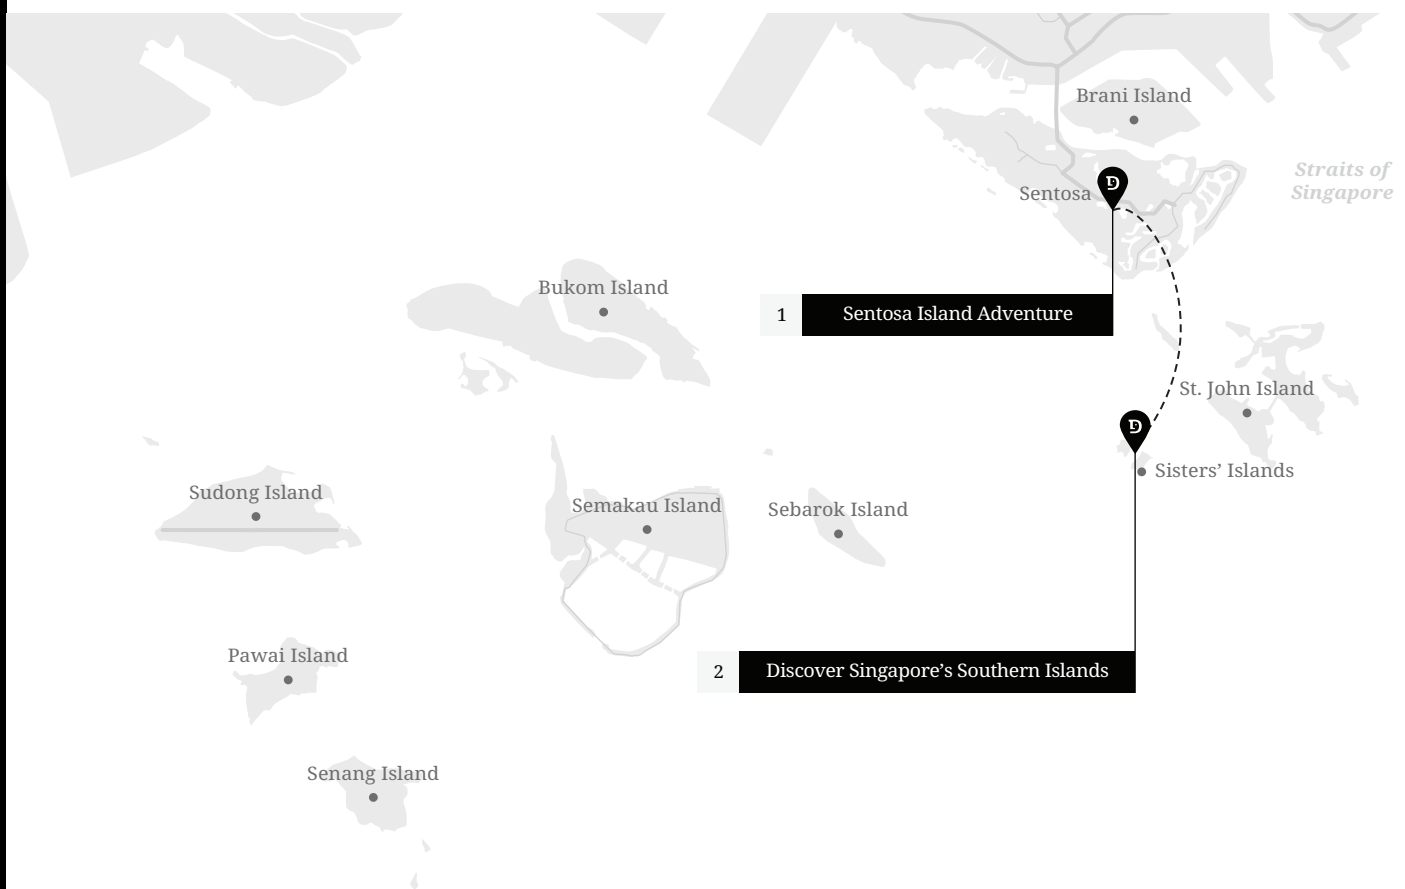 Brani Island
Straits of
Singapore
Sentosa
D
Bukom Island
1
Sentosa Island Adventure
St. John Island
D
Sisters’ Islands
Sudong Island
Semakau Island
Sebarok Island
Pawai Island
2
Discover Singapore’s Southern Islands
Senang Island